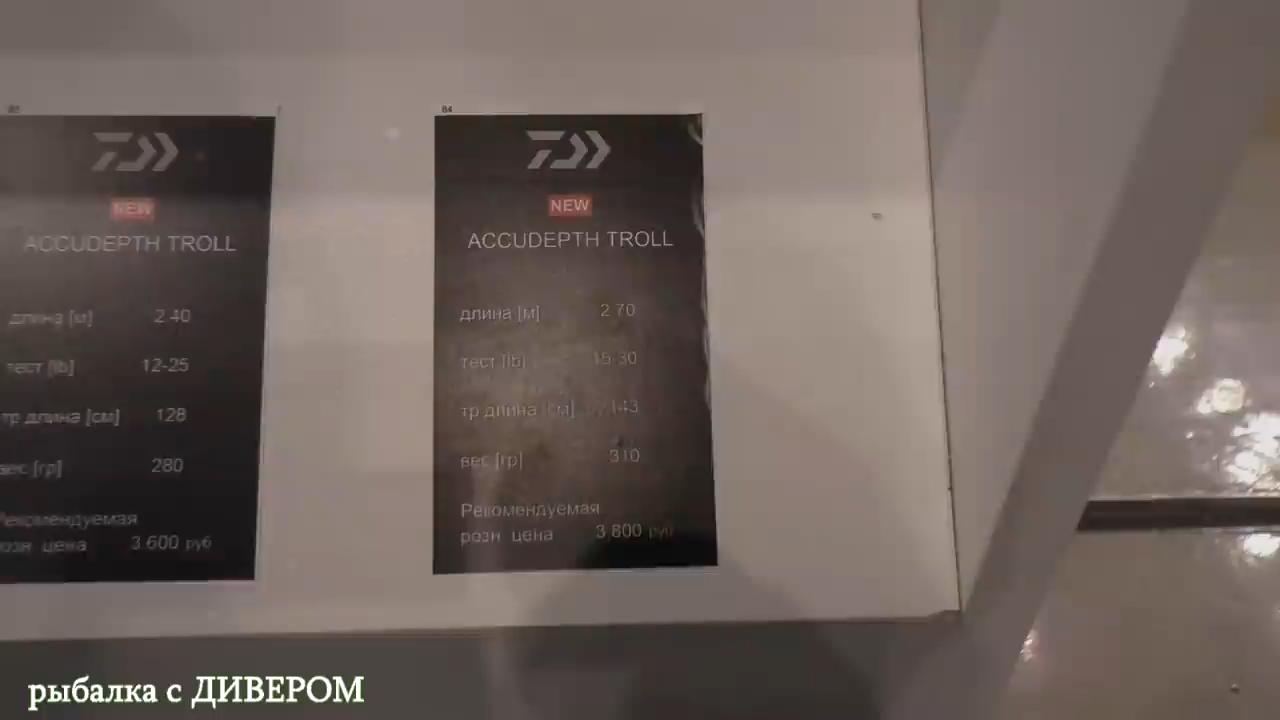 NEW
ACCUDEPTH TROLL
длина [м] 2.40
тест [lb] 12-25
тр.длина [см] 128
вес [гр] 280
Рекомендуемая
розн. цена 3 600 руб
84
NEW
ACCUDEPTH TROLL
длина [м] 2.70
тест [lb] 15-30
тр.длина [см] 143
вес [гр] 310
Рекомендуемая
розн. цена 3 800 руб
рыбалка с ДИВЕРОМ